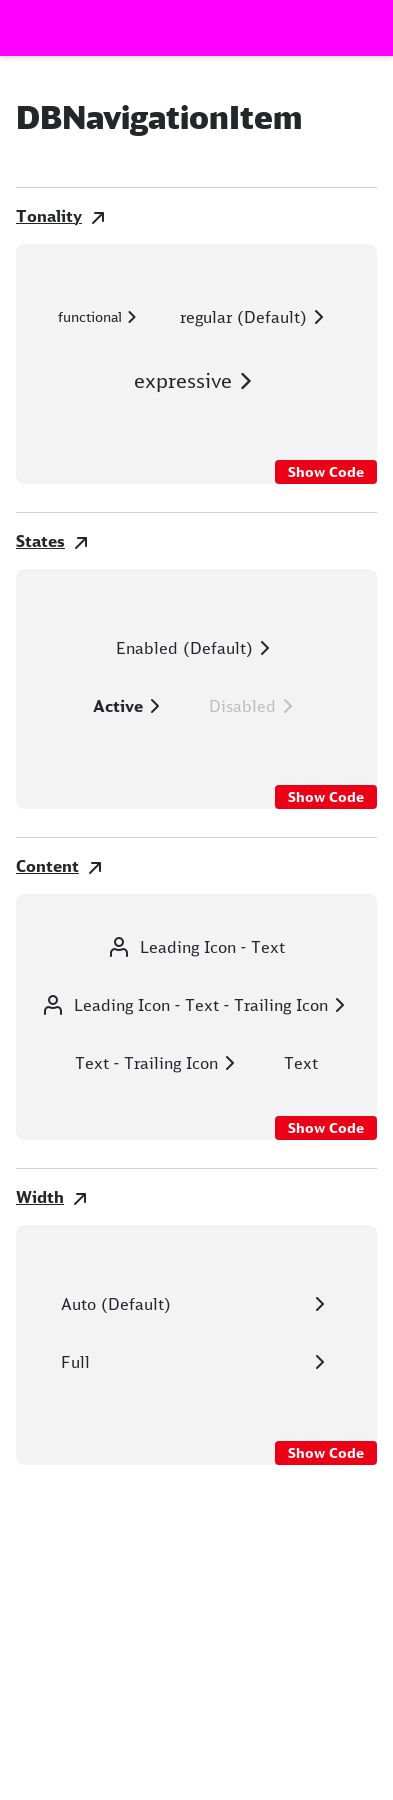 DBNavigationItem
Tonality
functional
regular (Default)
expressive
Show Code
States
Enabled (Default)
Active
Disabled
Show Code
Content
Leading Icon - Text
Leading Icon - Text - Trailing Icon
Text - Trailing Icon
Text
Show Code
Width
Auto (Default)
Full
Show Code